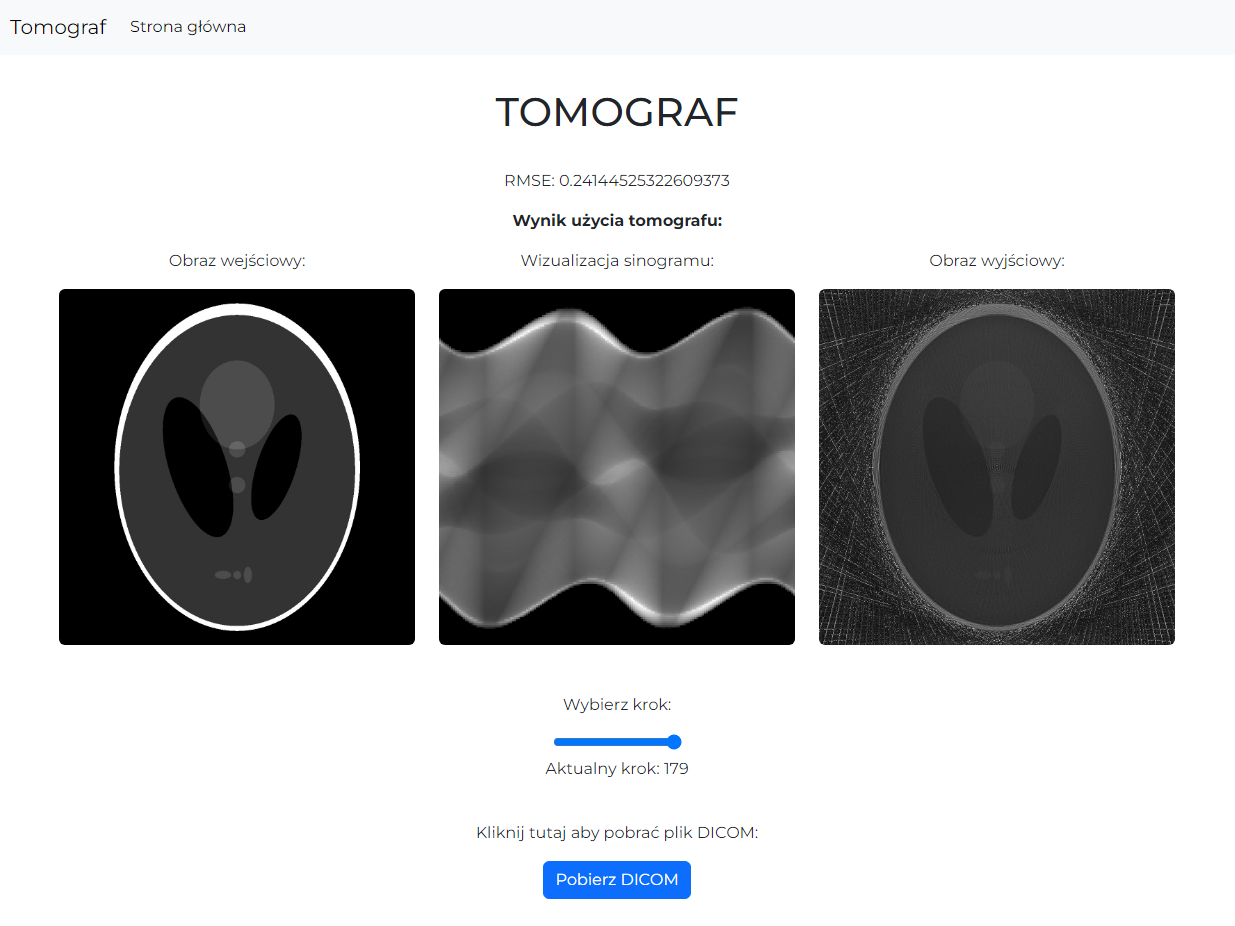 Tomograf Strona główna
TOMOGRAF
RMSE: 0.24144525322609373
Wynik użycia tomografu:
Obraz wejściowy: Wizualizacja sinogramu: Obraz wyjściowy:
Wybierz krok:
Aktualny krok: 179
Kliknij tutaj aby pobrać plik DICOM:
Pobierz DICOM